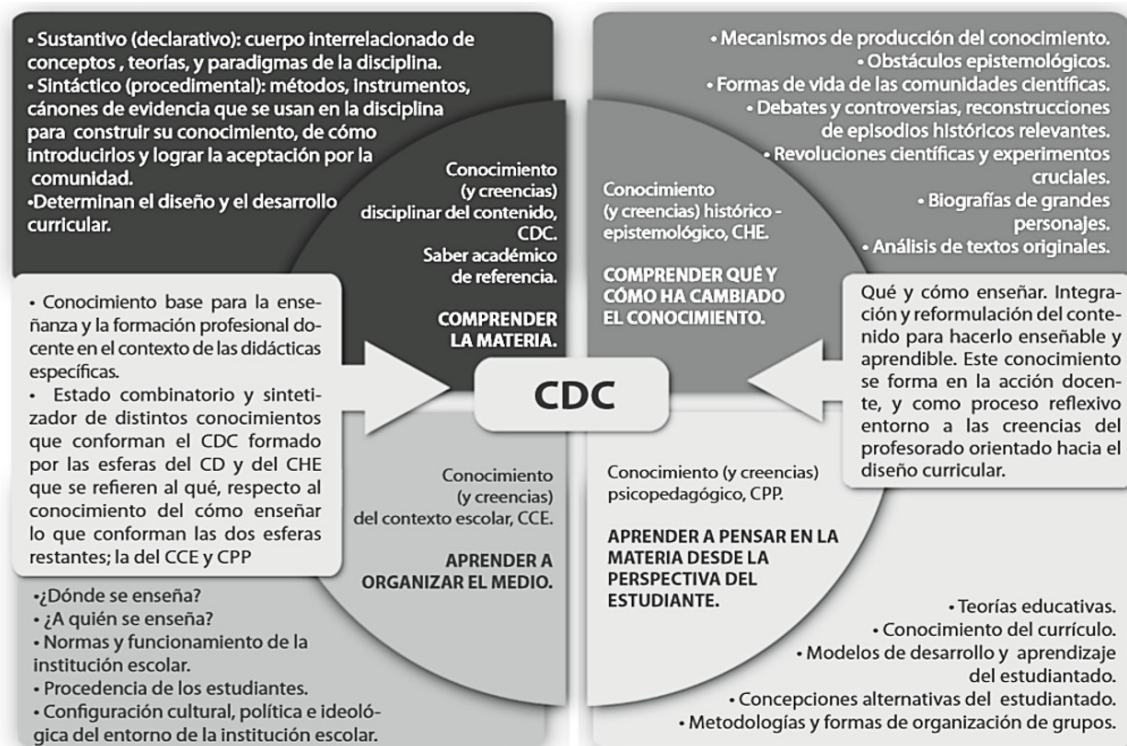 • Sustantivo (declarativo): cuerpo interrelacionado de
conceptos , teorías, y paradigmas de la disciplina.
• Sintáctico (procedimental): métodos, instrumentos,
cánones de evidencia que se usan en la disciplina
para construir su conocimiento, de cómo
introducirlos y lograr la aceptación por la
comunidad.
•Determinan el diseño y el desarrollo
curricular.
Conocimiento
(y creencias)
disciplinar del contenido,
CDC.
Saber académico
de referencia.
COMPRENDER
LA MATERIA.
• Mecanismos de producción del conocimiento.
• Obstáculos epistemológicos.
• Formas de vida de las comunidades científicas.
• Debates y controversias, reconstrucciones
de episodios históricos relevantes.
• Revoluciones científicas y experimentos
cruciales.
• Biografías de grandes
personajes.
• Análisis de textos originales.
Conocimiento
(y creencias) histórico -
epistemológico, CHE.
COMPRENDER QUÉ Y
CÓMO HA CAMBIADO
EL CONOCIMIENTO.
• Conocimiento base para la ense-
ñanza y la formación profesional do-
cente en el contexto de las didácticas
específicas.
• Estado combinatorio y sinteti-
zador de distintos conocimientos
que conforman el CDC formado
por las esferas del CD y del CHE
que se refieren al qué, respecto al
conocimiento del cómo enseñar
lo que conforman las dos esferas
restantes; la del CCE y CPP
CDC
Qué y cómo enseñar. Integra-
ción y reformulación del conte-
nido para hacerlo enseñable y
aprendible. Este conocimiento
se forma en la acción docen-
te, y como proceso reflexivo
entorno a las creencias del
profesorado orientado hacia el
diseño curricular.
Conocimiento
(y creencias)
del contexto escolar, CCE.
APRENDER A
ORGANIZAR EL MEDIO.
•¿Dónde se enseña?
• ¿A quién se enseña?
• Normas y funcionamiento de la
institución escolar.
• Procedencia de los estudiantes.
• Configuración cultural, política e ideoló-
gica del entorno de la institución escolar.
Conocimiento (y creencias)
psicopedagógico, CPP.
APRENDER A PENSAR EN LA
MATERIA DESDE LA
PERSPECTIVA DEL
ESTUDIANTE.
• Teorías educativas.
• Conocimiento del currículo.
• Modelos de desarrollo y aprendizaje
del estudiantado.
• Concepciones alternativas del estudiantado.
• Metodologías y formas de organización de grupos.